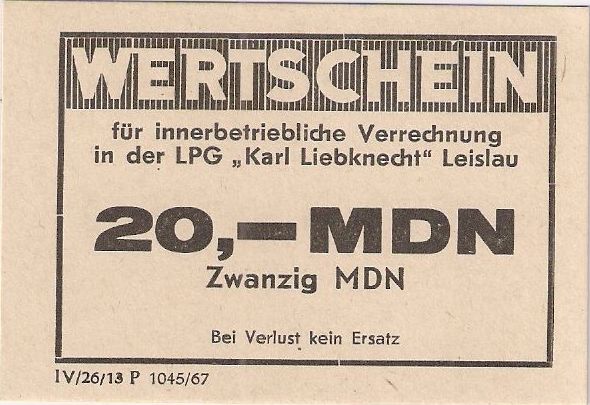 WERTSCHEIN
für innerbetriebliche Verrechnung
in der LPG „Karl Liebknecht“ Leislau
20,— MDN
Zwanzig MDN
Bei Verlust kein Ersatz
IV/26/13 P 1045/67